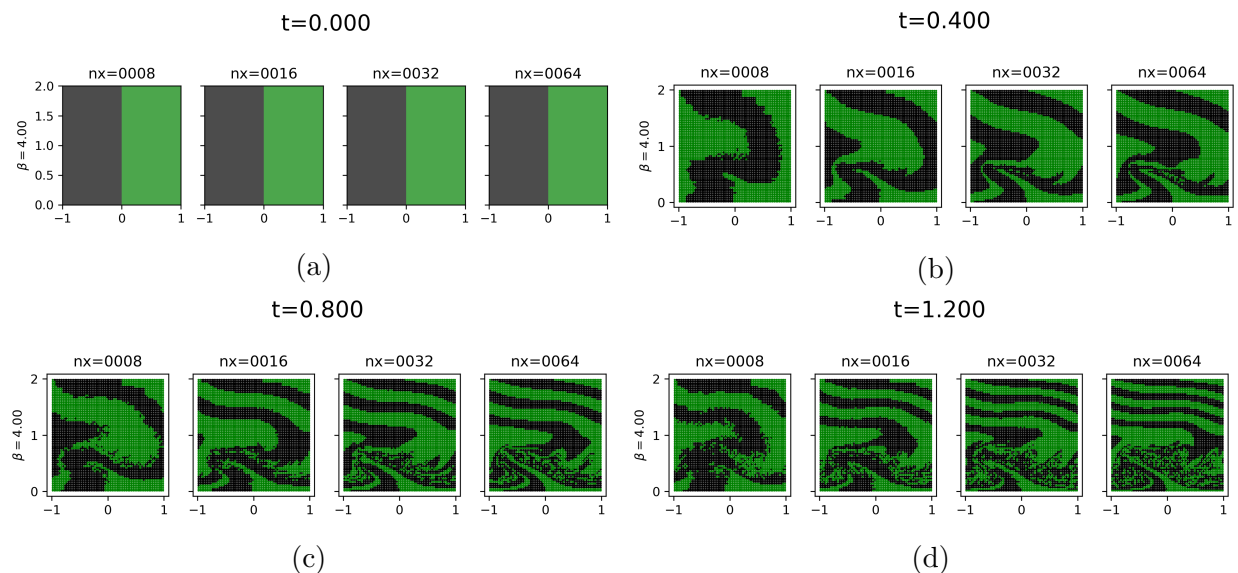 t=0.000
nx=0008 nx=0016 nx=0032 nx=0064
2.0
1.5
1.0
0.5
0.0
β = 4.00
−1 0 1 −1 0 1 −1 0 1 −1 0 1
(a)
t=0.400
nx=0008 nx=0016 nx=0032 nx=0064
2
1
0
β = 4.00
−1 0 1 −1 0 1 −1 0 1 −1 0 1
(b)
t=0.800
nx=0008 nx=0016 nx=0032 nx=0064
2
1
0
β = 4.00
−1 0 1 −1 0 1 −1 0 1 −1 0 1
(c)
t=1.200
nx=0008 nx=0016 nx=0032 nx=0064
2
1
0
β = 4.00
−1 0 1 −1 0 1 −1 0 1 −1 0 1
(d)